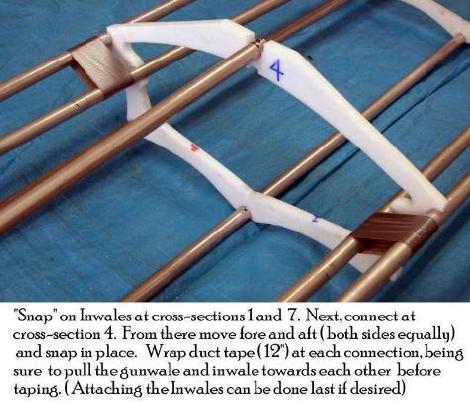 4
"Snap" on Inwales at cross-sections 1 and 7. Next, connect at
cross-section 4. From there move fore and aft (both sides equally)
and snap in place. Wrap duct tape (12") at each connection, being
sure to pull the gunwale and inwale towards each other before
taping. (Attaching the Inwales can be done last if desired)